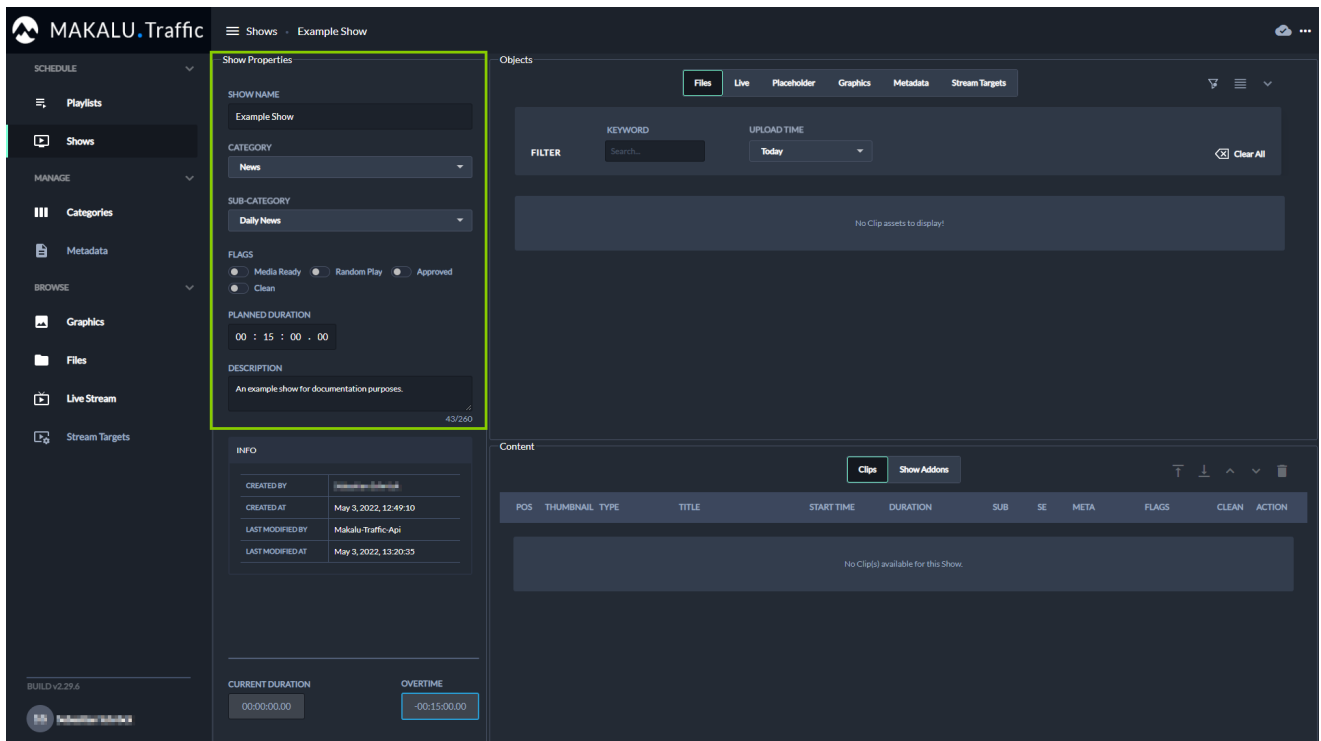 MAKALU.Traffic
Shows • Example Show
SCHEDULE
Playlists
Shows
MANAGE
Categories
Metadata
BROWSE
Graphics
Files
Live Stream
Stream Targets
BUILD v2.29.6
Show Properties
SHOW NAME
Example Show
CATEGORY
News
SUB-CATEGORY
Daily News
FLAGS
Media Ready Random Play Approved
Clean
PLANNED DURATION
00 : 15 : 00 . 00
DESCRIPTION
An example show for documentation purposes.
43/260
INFO
CREATED BY
CREATED AT May 3, 2022, 12:49:10
LAST MODIFIED BY Makalu-Traffic-Api
LAST MODIFIED AT May 3, 2022, 13:20:35
CURRENT DURATION OVERTIME
00:00:00.00 -00:15:00.00
Objects
Files Live Placeholder Graphics Metadata Stream Targets
KEYWORD UPLOAD TIME
FILTER Search... Today Clear All
No Clip assets to display!
Content
Clips Show Addons
POS THUMBNAIL TYPE TITLE START TIME DURATION SUB SE META FLAGS CLEAN ACTION
No Clip(s) available for this Show.